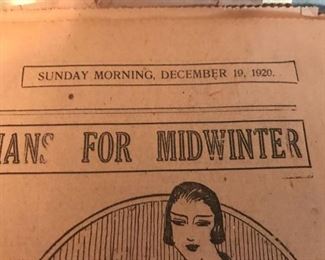 SUNDAY MORNING, DECEMBER 19, 1920.
FOR MIDWINTER